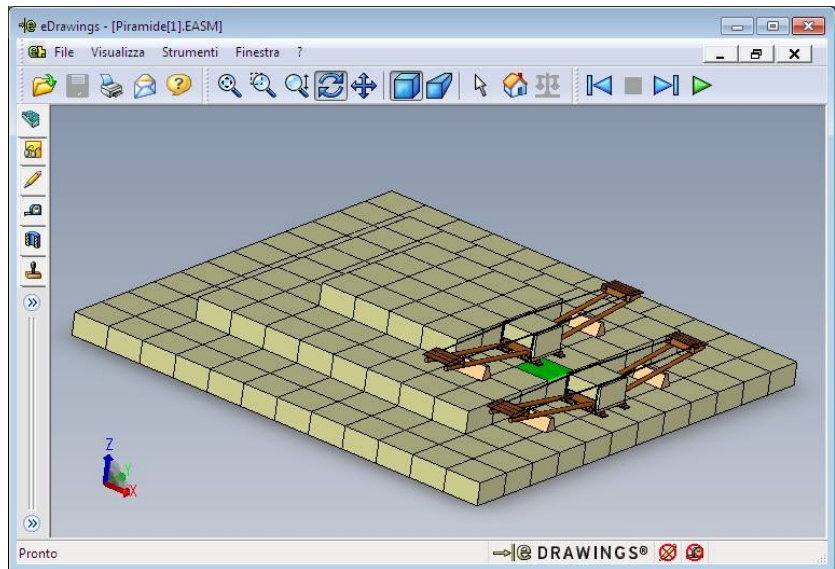 eDrawings - [Piramide[1].EASM]
File Visualizza Strumenti Finestra ?
Z
Y
X
Pronto
e DRAWINGS®